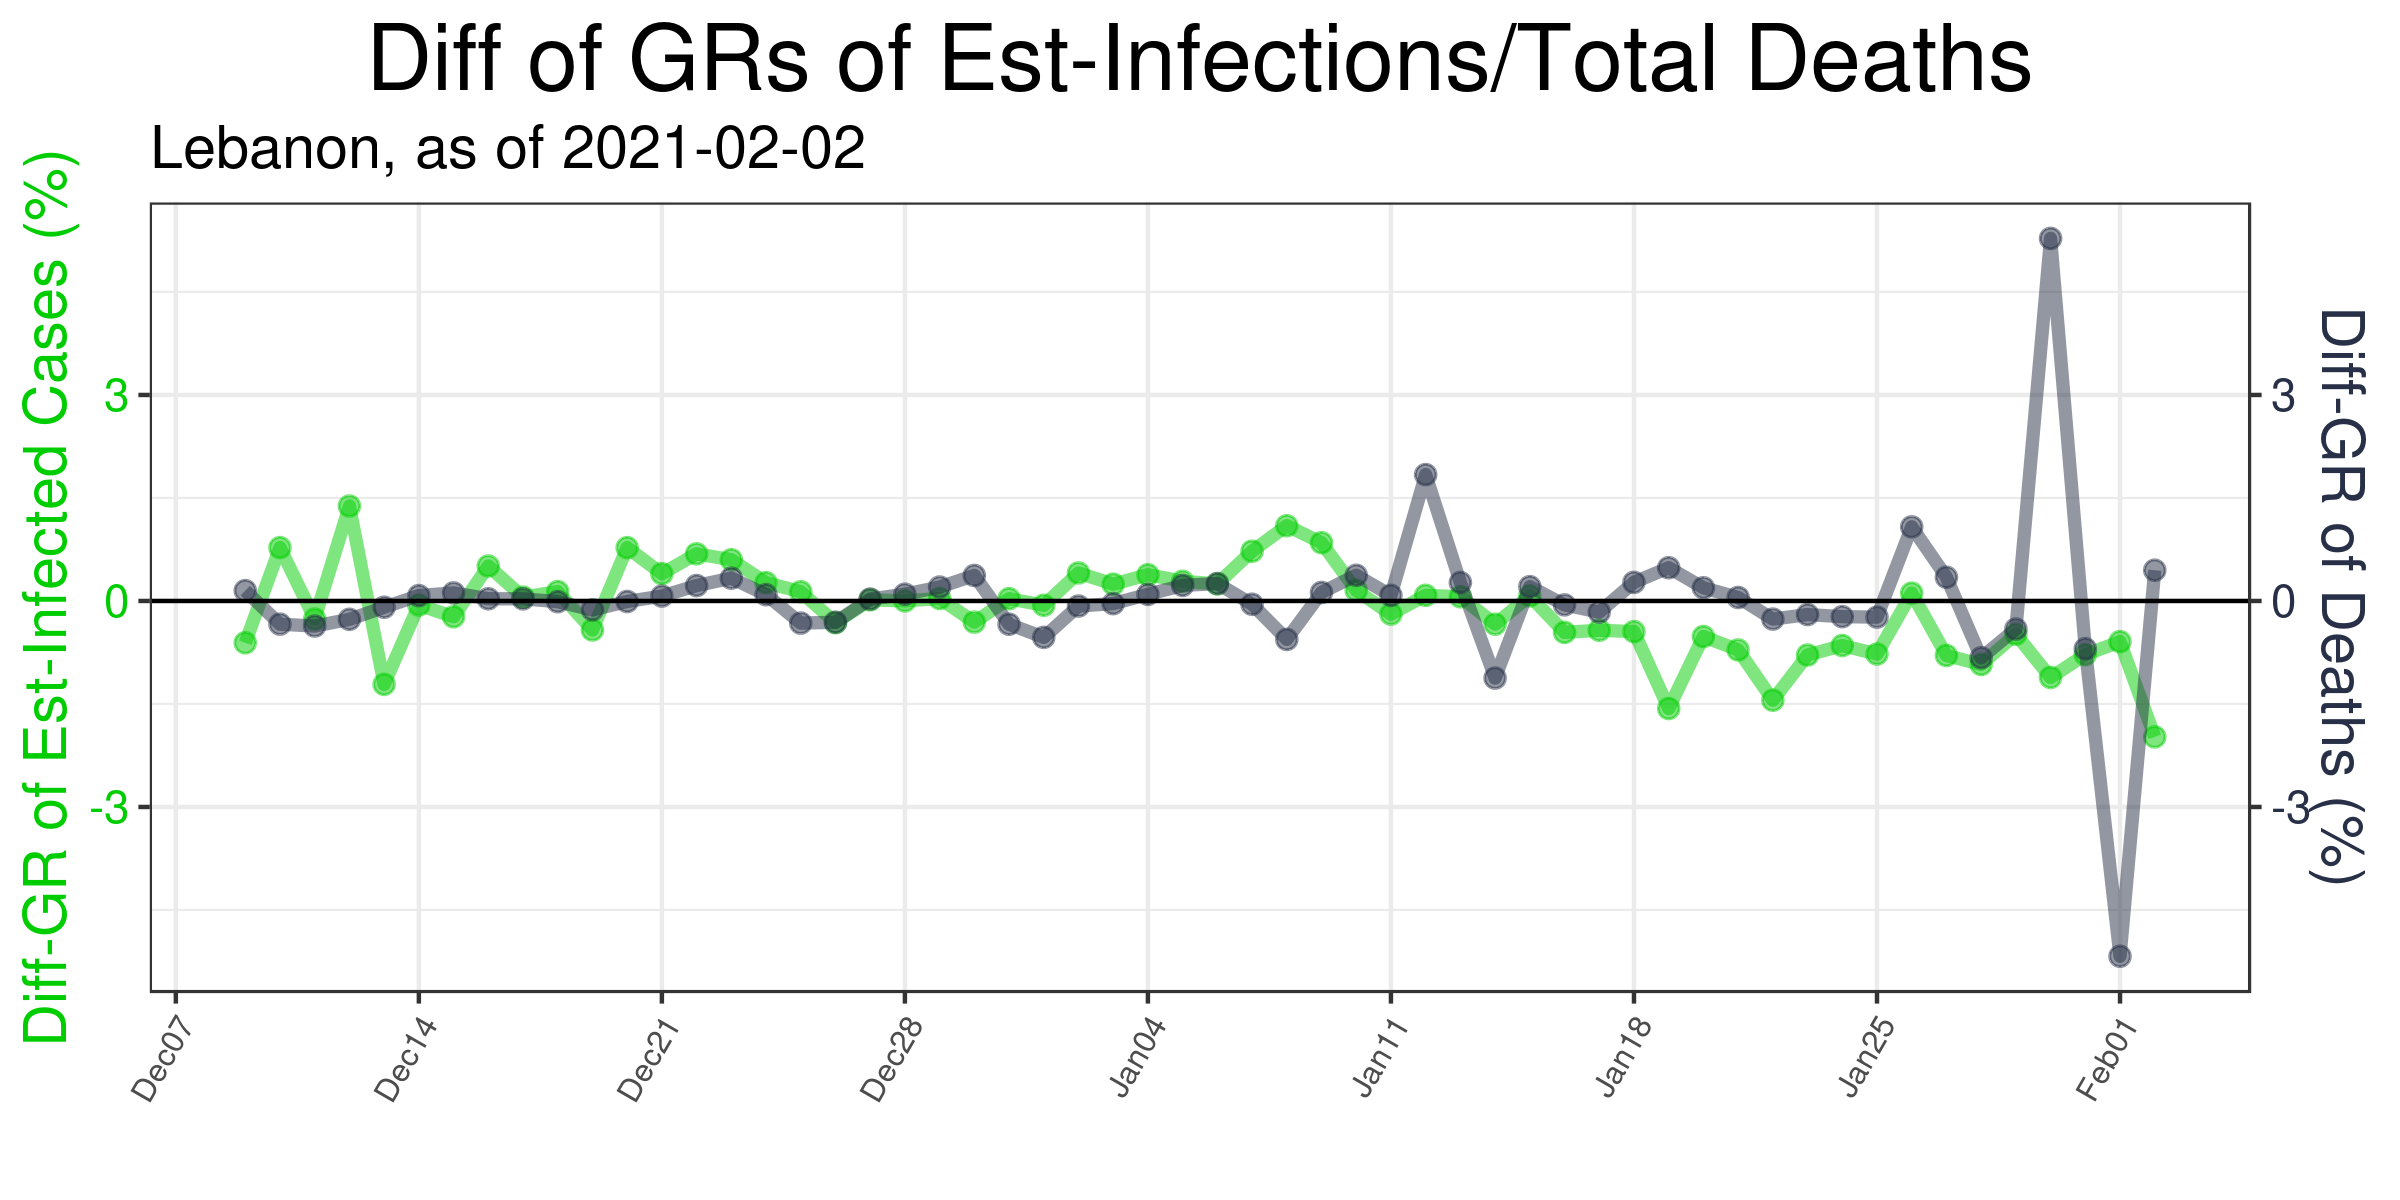 Diff of GRs of Est-Infections/Total Deaths
Lebanon, as of 2021-02-02
Diff-GR of Est-Infected Cases (%)
3
0
-3
3
0
-3
Diff-GR of Deaths (%)
Dec07
Dec14
Dec21
Dec28
Jan04
Jan11
Jan18
Jan25
Feb01